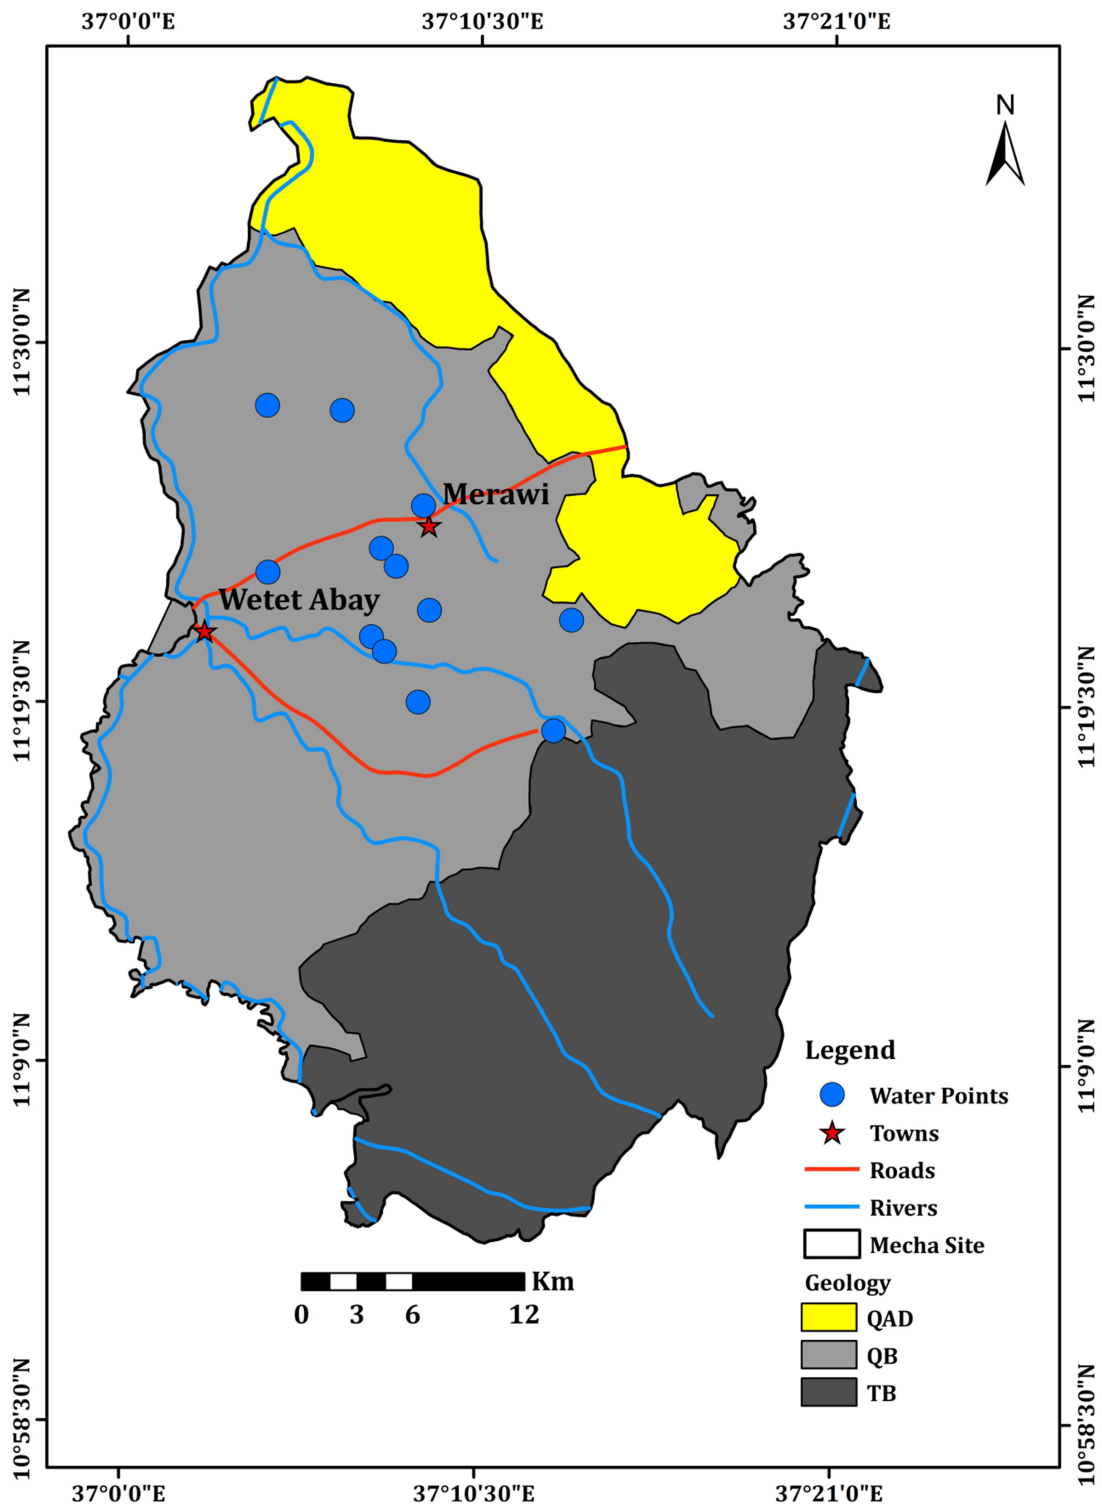 37°0'0"E
37°10'30"E
37°21'0"E
N
11°30'0"N
11°30'0"N
Merawi
Wetet Abay
11°19'30"N
11°19'30"N
11°9'0"N
11°9'0"N
Legend
Water Points
Towns
Roads
Rivers
Mecha Site
Geology
QAD
QB
TB
Km
0 3 6 12
10°58'30"N
10°58'30"N
37°0'0"E
37°10'30"E
37°21'0"E